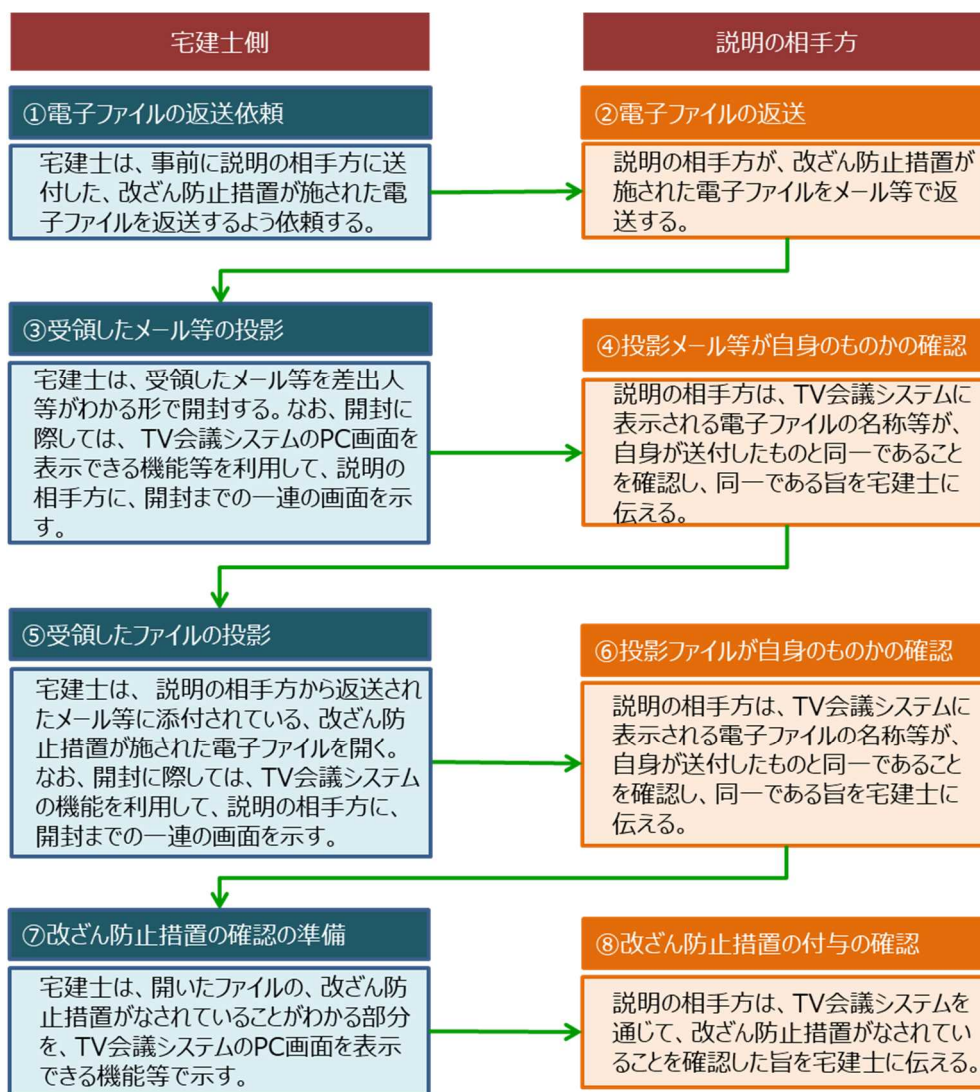 宅建士側
説明の相手方
①電子ファイルの返送依頼
宅建士は、事前に説明の相手方に送
付した、改ざん防止措置が施された電
子ファイルを返送するよう依頼する。
②電子ファイルの返送
説明の相手方が、改ざん防止措置が
施された電子ファイルをメール等で返
送する。
③受領したメール等の投影
宅建士は、受領したメール等を差出人
等がわかる形で開封する。なお、開封に
際しては、TV会議システムのPC画面を
表示できる機能等を利用して、説明の
相手方に、開封までの一連の画面を示
す。
④投影メール等が自身のものかの確認
説明の相手方は、TV会議システムに
表示される電子ファイルの名称等が、
自身が送付したものと同一であること
を確認し、同一である旨を宅建士に
伝える。
⑤受領したファイルの投影
宅建士は、説明の相手方から返送され
たメール等に添付されている、改ざん防
止措置が施された電子ファイルを開く。
なお、開封に際しては、TV会議システム
の機能を利用して、説明の相手方に、
開封までの一連の画面を示す。
⑥投影ファイルが自身のものかの確認
説明の相手方は、TV会議システムに
表示される電子ファイルの名称等が、
自身が送付したものと同一であること
を確認し、同一である旨を宅建士に
伝える。
⑦改ざん防止措置の確認の準備
宅建士は、開いたファイルの、改ざん防
止措置がなされていることがわかる部分
を、TV会議システムのPC画面を表示
できる機能等で示す。
⑧改ざん防止措置の付与の確認
説明の相手方は、TV会議システムを
通じて、改ざん防止措置がなされてい
ることを確認した旨を宅建士に伝える。